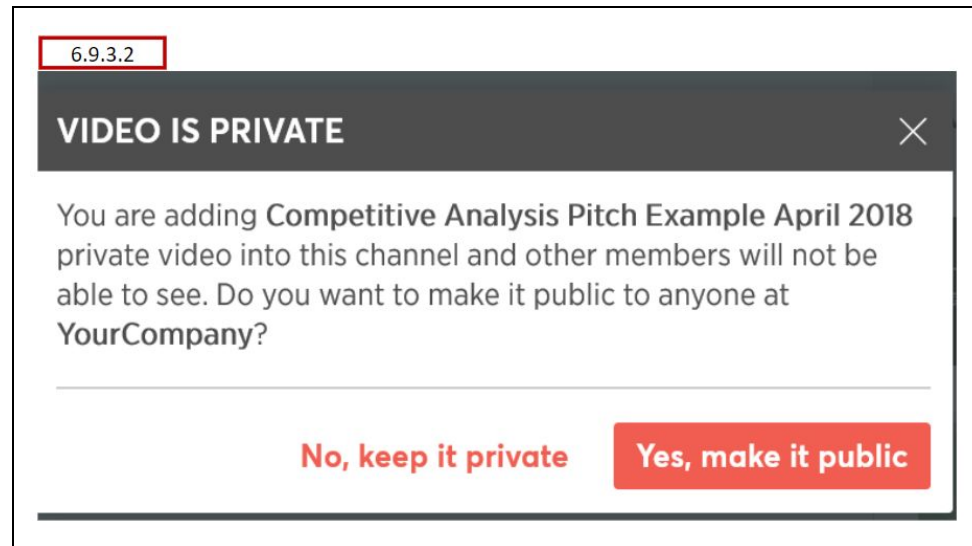 6.9.3.2
VIDEO IS PRIVATE
You are adding Competitive Analysis Pitch Example April 2018
private video into this channel and other members will not be
able to see. Do you want to make it public to anyone at
YourCompany?
No, keep it private Yes, make it public